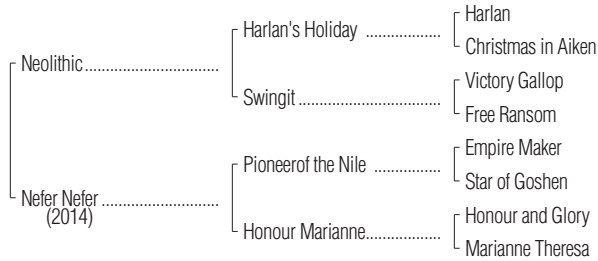 Harlan
Harlan's Holiday ..................
Christmas in Aiken
Neolithic...............................
Victory Gallop
Swingit .................................
Free Ransom
Empire Maker
Pioneerof the Nile ................
Star of Goshen
Nefer Nefer ...........................
(2014)
Honour and Glory
Honour Marianne..................
Marianne Theresa